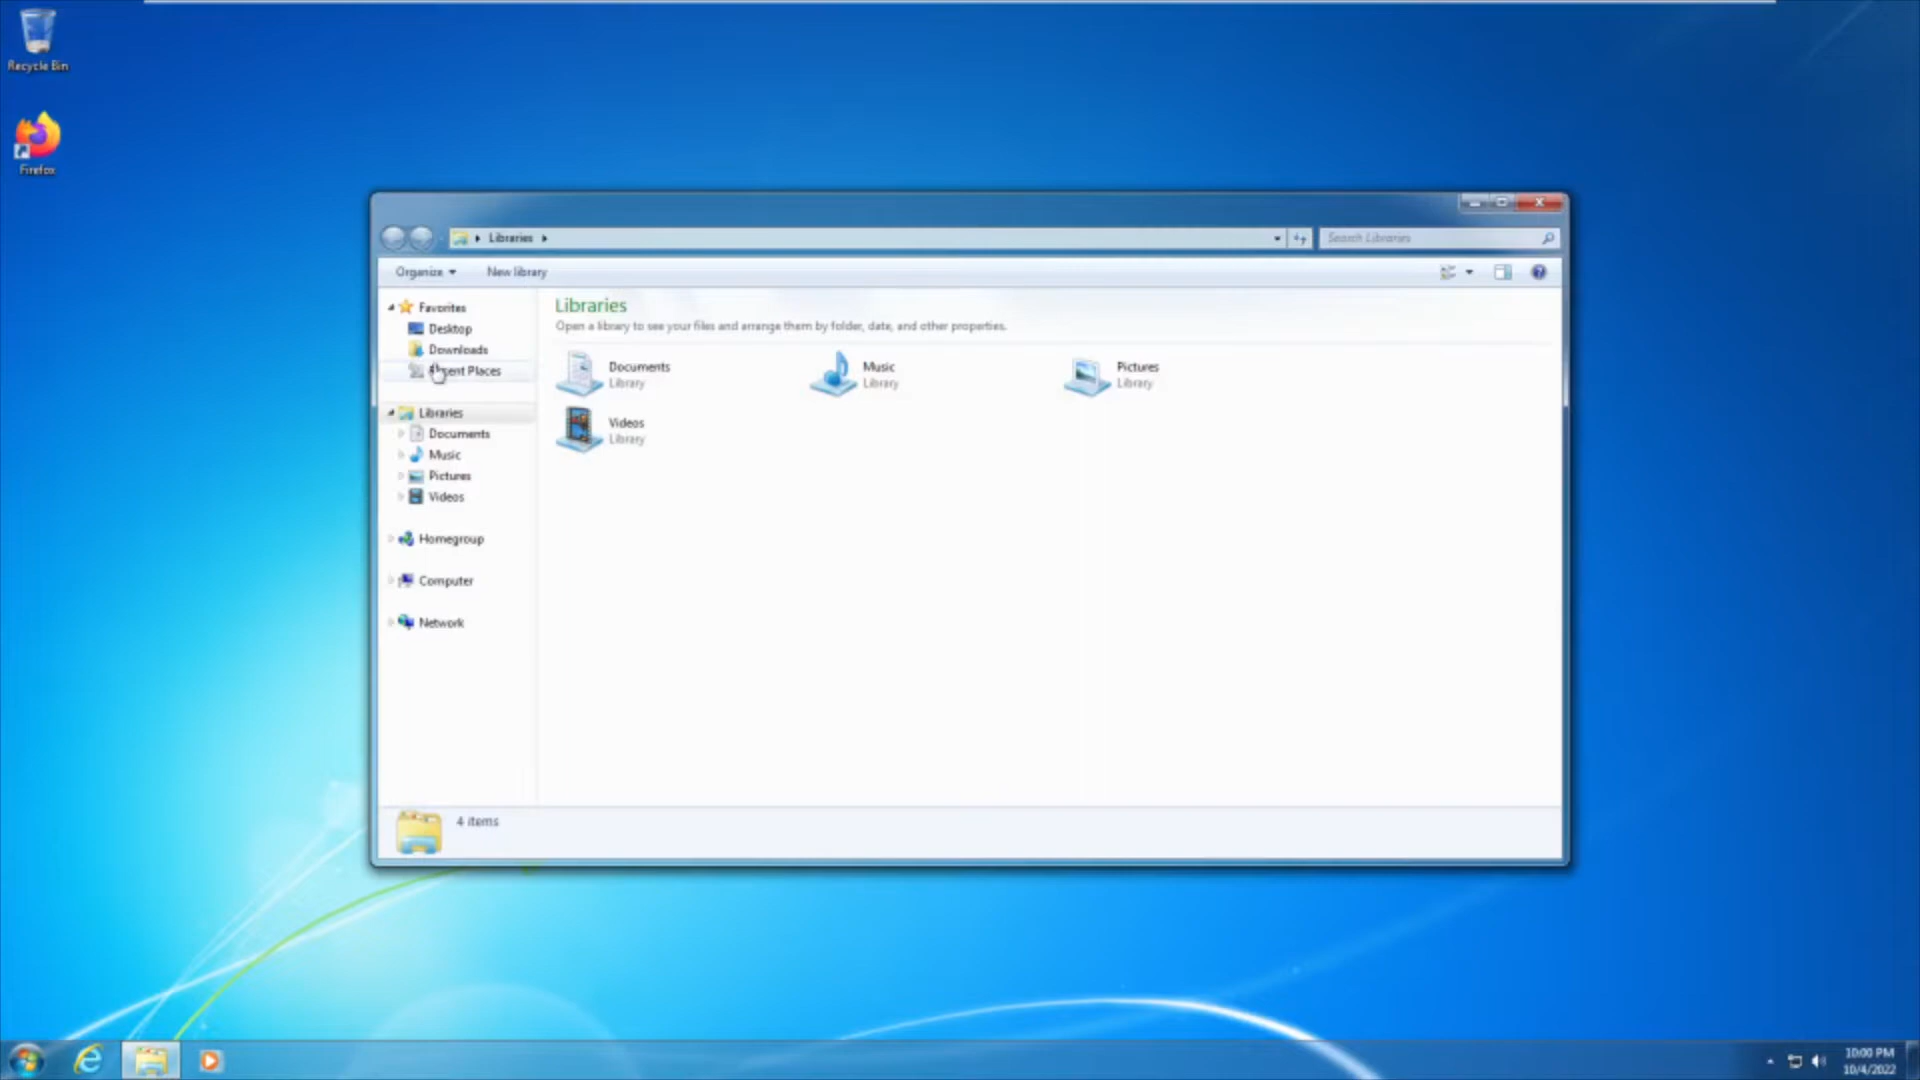 Recycle Bin
Firefox
Libraries
Search Libraries
Organize
New library
Favorites
Desktop
Downloads
Places
Libraries
Documents
Music
Pictures
Videos
Homegroup
Computer
Network
Libraries
Open a library to see your files and arrange them by folder, date, and other properties.
Documents
Library
Music
Library
Pictures
Library
Videos
Library
4 items
10:00 PM
10/4/2022